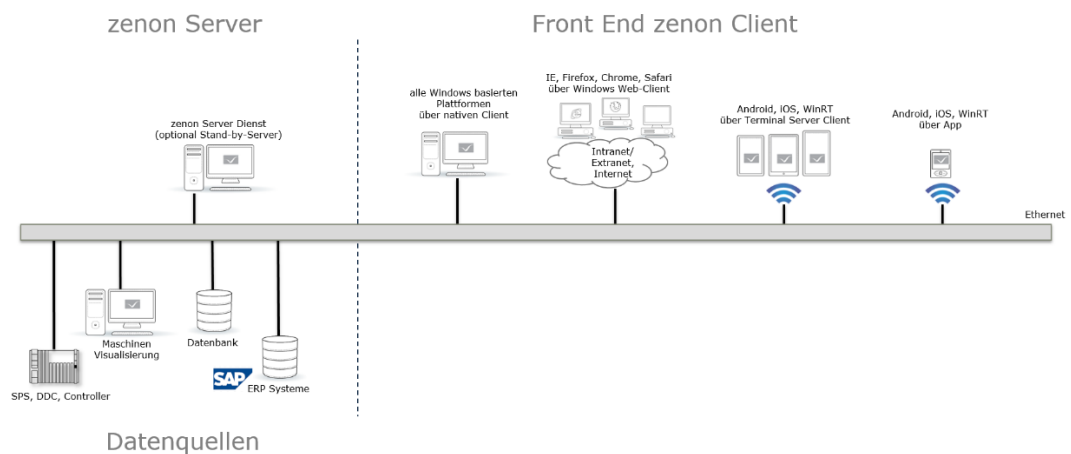 zenon Server
Front End zenon Client
zenon Server Dienst
(optional Stand-by-Server)
alle Windows basierten
Plattformen
über nativen Client
IE, Firefox, Chrome, Safari
über Windows Web-Client
Intranet/
Extranet,
Internet
Android, iOS, WinRT
über Terminal Server Client
Android, iOS, WinRT
über App
Ethernet
Maschinen
Visualisierung
Datenbank
SPS, DDC, Controller
SAP
ERP Systeme
Datenquellen